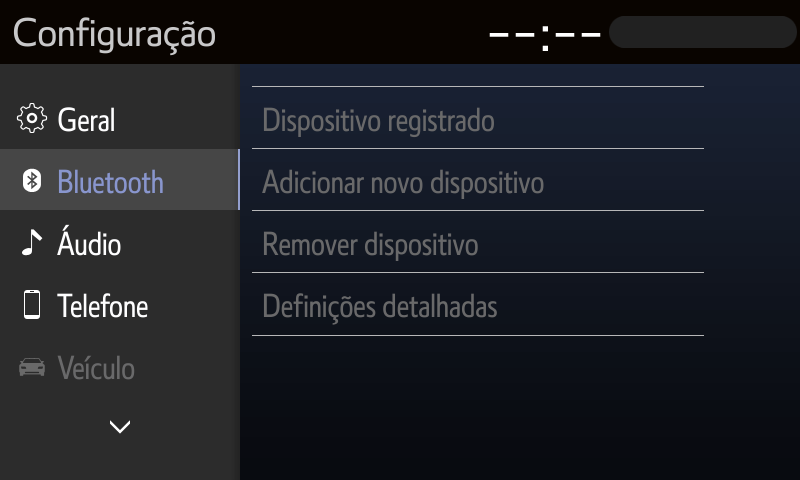 Configuração
--:--
Geral
Bluetooth
Áudio
Telefone
Veículo
Dispositivo registrado
Adicionar novo dispositivo
Remover dispositivo
Definições detalhadas